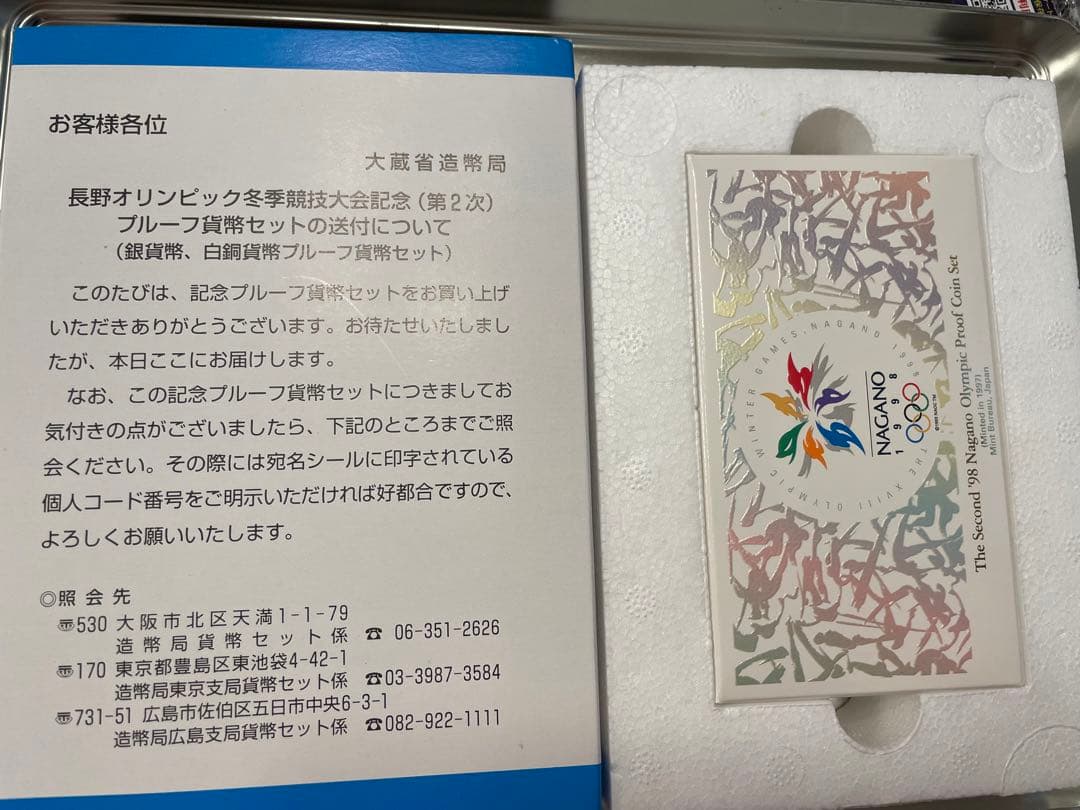 お客様各位
大蔵省造幣局
長野オリンピック冬季競技大会記念(第2次)
プルーフ貨幣セットの送付について
(銀貨幣、白銅貨幣プルーフ貨幣セット)
このたびは、記念プルーフ貨幣セットをお買い上げ
いただきありがとうございます。お待たせいたしまし
たが、本日ここにお届けします。
なお、この記念プルーフ貨幣セットにつきましてお
気付きの点がございましたら、下記のところまでご照
会ください。その際には宛名シールに印字されている
個人コード番号をご明示いただければ好都合ですので、
よろしくお願いいたします。
◎照会先
〠530 大阪市北区天満1-1-79
造幣局貨幣セット係 ☎ 06-351-2626
〠170 東京都豊島区東池袋4-42-1
造幣局東京支局貨幣セット係 ☎03-3987-3584
〠731-51 広島市佐伯区五日市中央6-3-1
造幣局広島支局貨幣セット係 ☎082-922-1111
THE XVIII OLYMPIC WINTER GAMES, NAGANO 1998
NAGANO
1998
The Second '98 Nagano Olympic Proof Coin Set
(Minted in 1997)
Mint Bureau, Japan